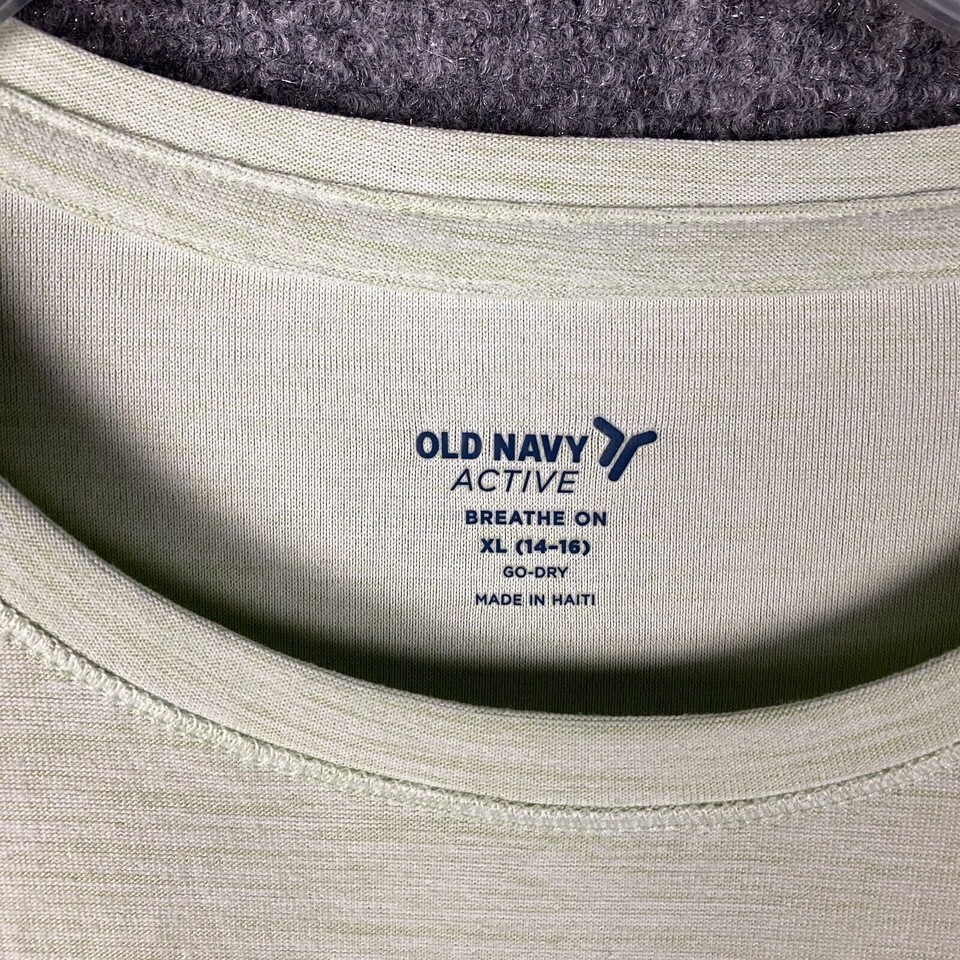 OLD NAVY
ACTIVE
BREATHE ON
XL (14-16)
GO-DRY
MADE IN HAITI